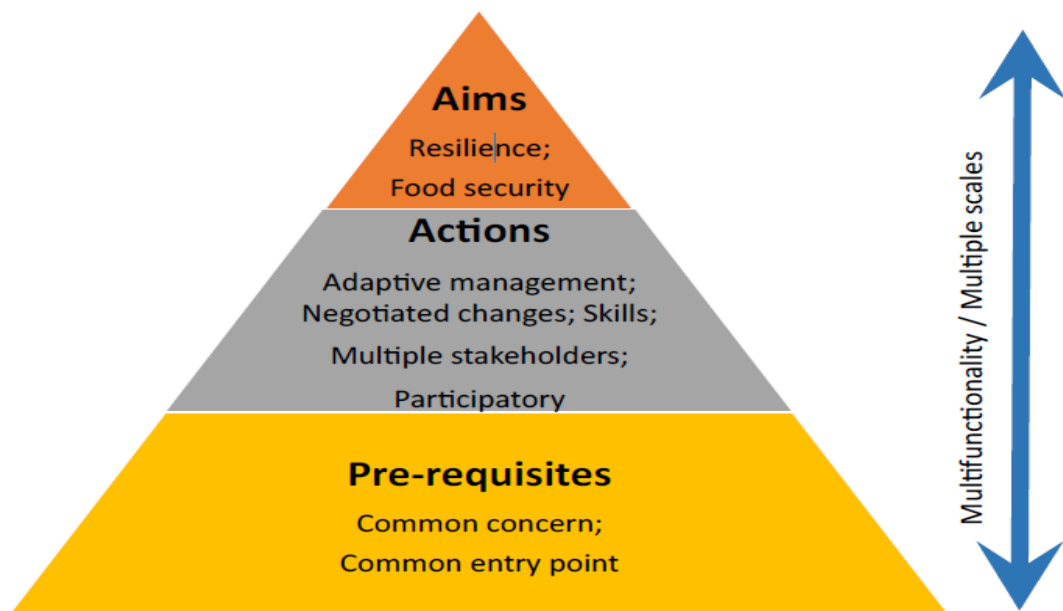 Aims
Resilience;
Food security
Actions
Adaptive management;
Negotiated changes; Skills;
Multiple stakeholders;
Participatory
Pre-requisites
Common concern;
Common entry point
Multifunctionality / Multiple scales